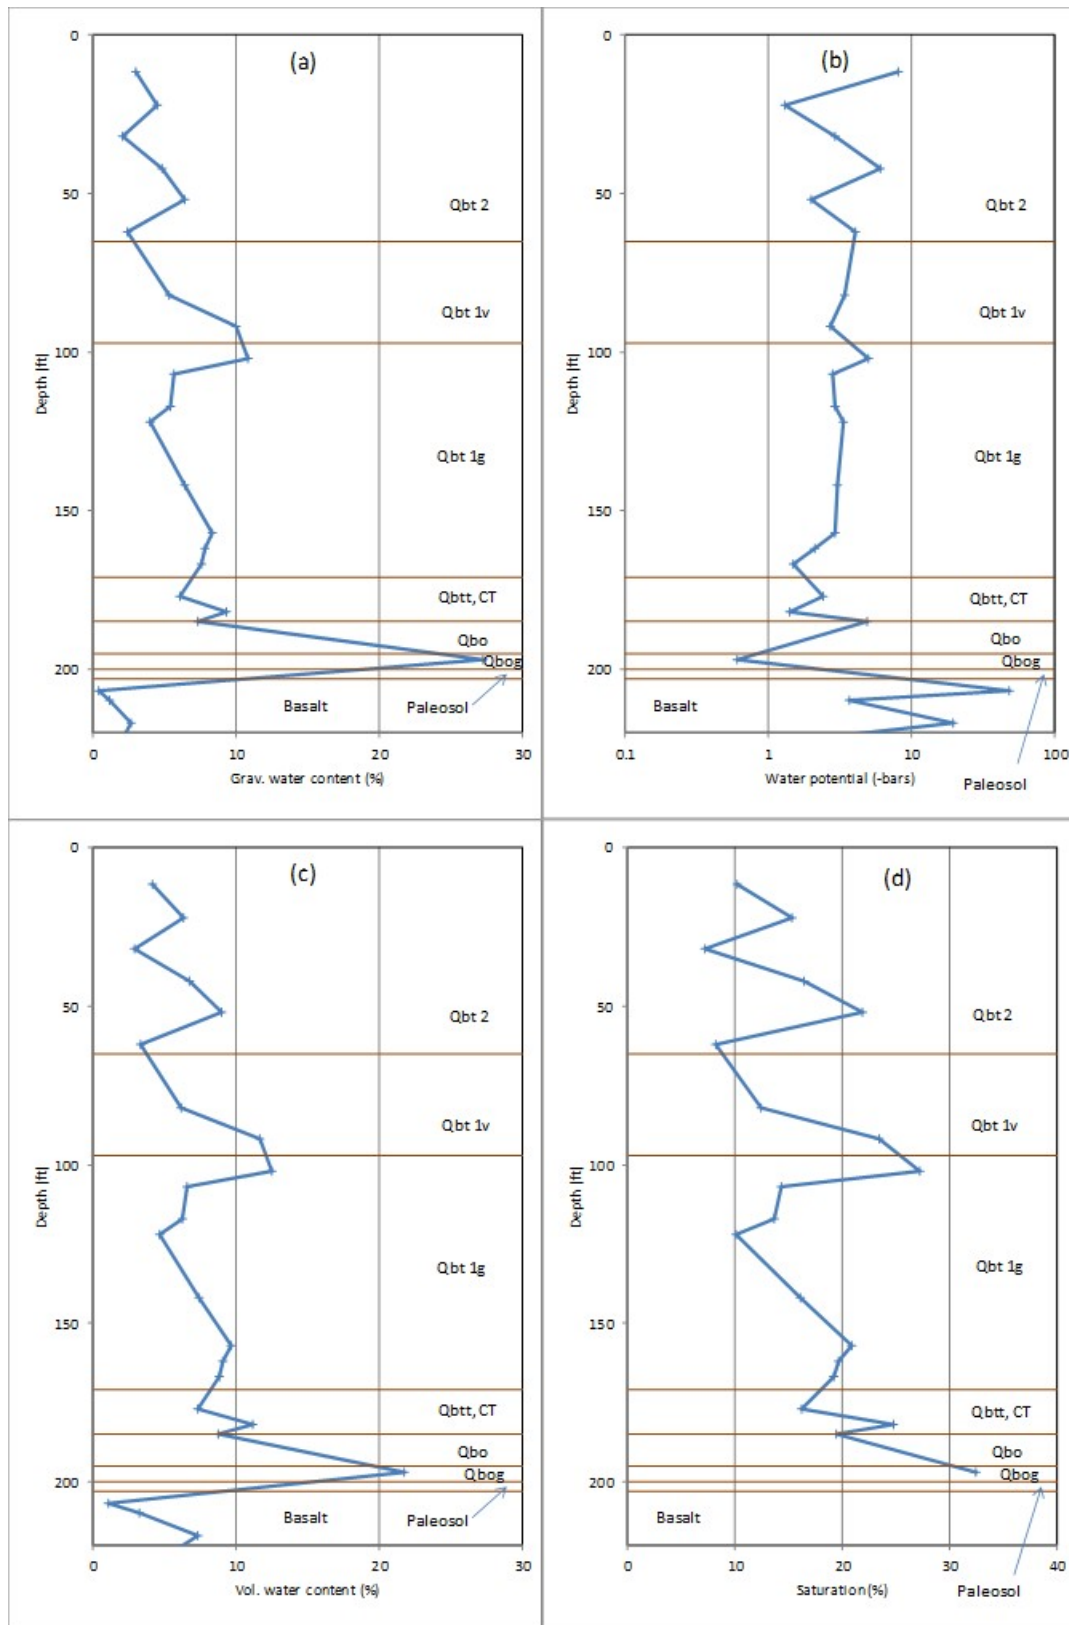 (a)
0
50
100
150
200
Depth [ft]
Qbt 2
Qbt 1v
Qbt 1g
Qbtt, CT
Qbo
Qbog
Basalt
Paleosol
0 10 20 30
Grav. water content (%)
(b)
0
50
100
150
200
Depth [ft]
Qbt 2
Qbt 1v
Qbt 1g
Qbtt, CT
Qbo
Qbog
Basalt
0.1 1 10 100
Water potential (-bars)
Paleosol
(c)
0
50
100
150
200
Depth [ft]
Qbt 2
Qbt 1v
Qbt 1g
Qbtt, CT
Qbo
Qbog
Basalt
Paleosol
0 10 20 30
Vol. water content (%)
(d)
0
50
100
150
200
Depth [ft]
Qbt 2
Qbt 1v
Qbt 1g
Qbtt, CT
Qbo
Qbog
Basalt
0 10 20 30 40
Saturation (%)
Paleosol